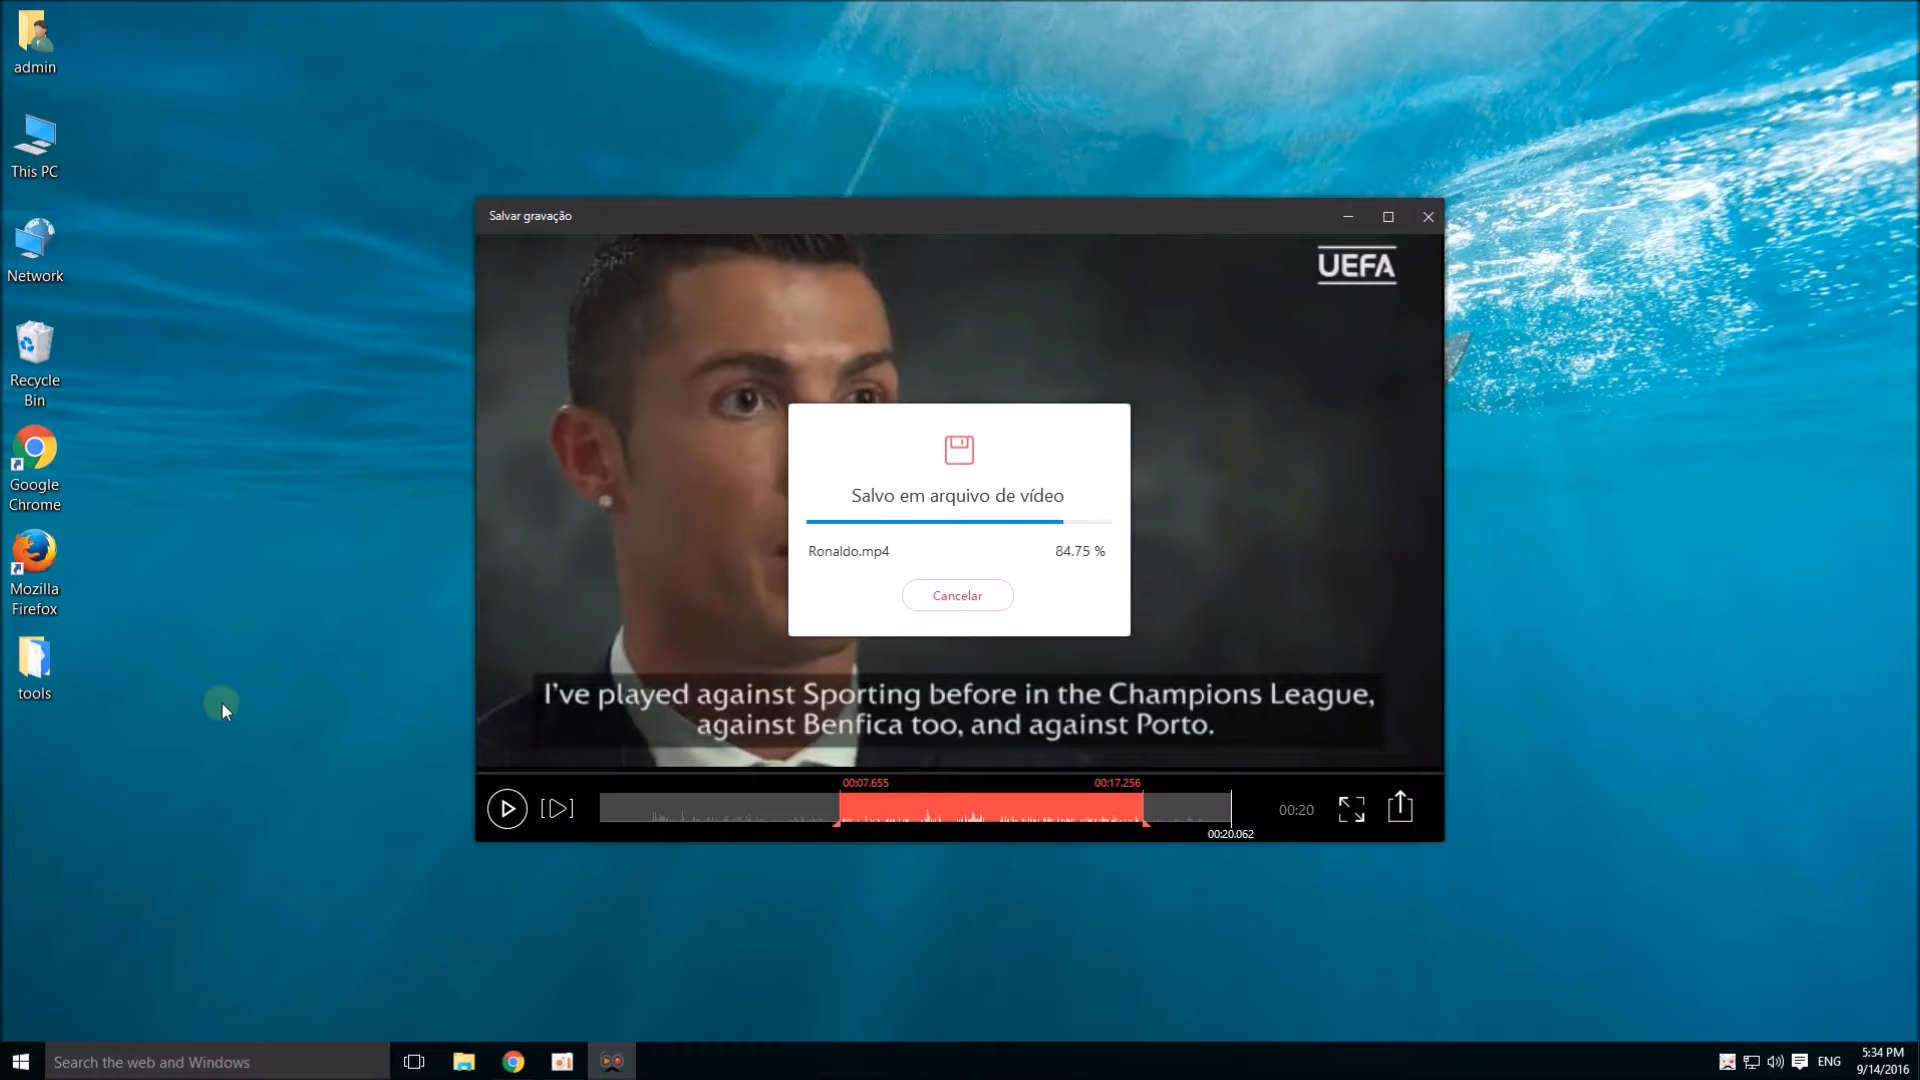 admin
This PC
Network
Recycle
Bin
Google
Chrome
Mozilla
Firefox
tools
Salvar gravação
UEFA
Salvo em arquivo de vídeo
Ronaldo.mp4 84.75 %
Cancelar
I've played against Sporting before in the Champions League,
against Benfica too, and against Porto.
00:07.655 00:17.256
00:20
00:20.062
Search the web and Windows
ENG
5:34 PM
9/14/2016